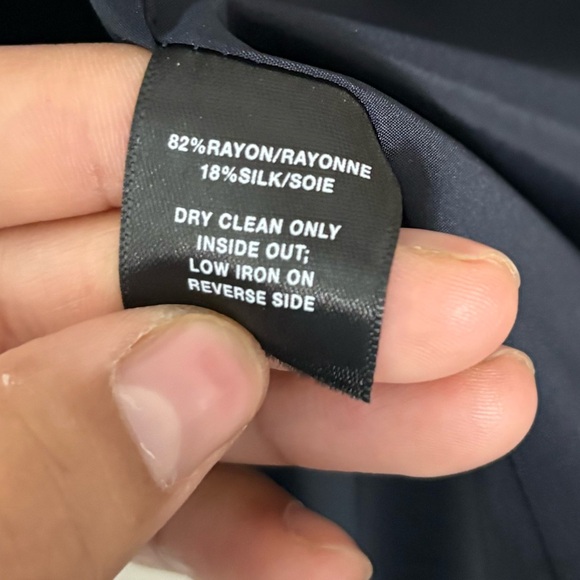 82%RAYON/RAYONNE
18%SILK/SOIE
DRY CLEAN ONLY
INSIDE OUT;
LOW IRON ON
REVERSE SIDE